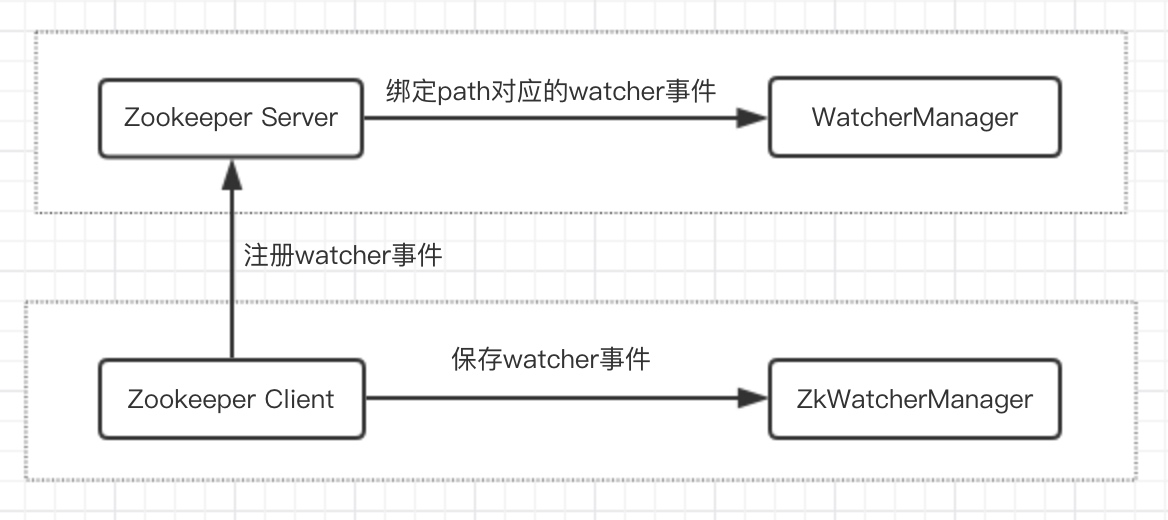 绑定path对应的watcher事件
Zookeeper Server
WatcherManager
注册watcher事件
保存watcher事件
Zookeeper Client
ZkWatcherManager